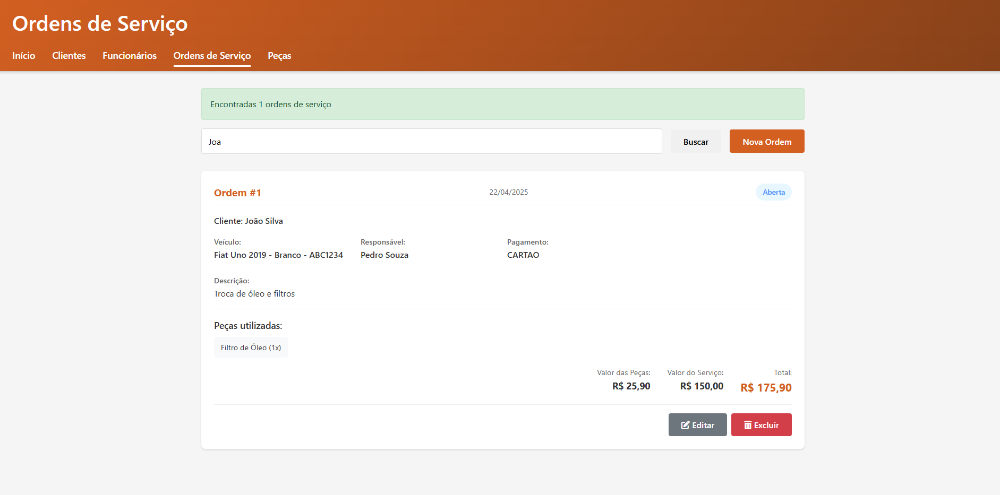 Ordens de Serviço
Início Clientes Funcionários Ordens de Serviço Peças
Encontradas 1 ordens de serviço
Joa Buscar Nova Ordem
Ordem #1 22/04/2025 Aberta
Cliente: João Silva
Veículo: Responsável: Pagamento:
Fiat Uno 2019 - Branco - ABC1234 Pedro Souza CARTAO
Descrição:
Troca de óleo e filtros
Peças utilizadas:
Filtro de Óleo (1x)
Valor das Peças: Valor do Serviço: Total:
R$ 25,90 R$ 150,00 R$ 175,90
Editar Excluir